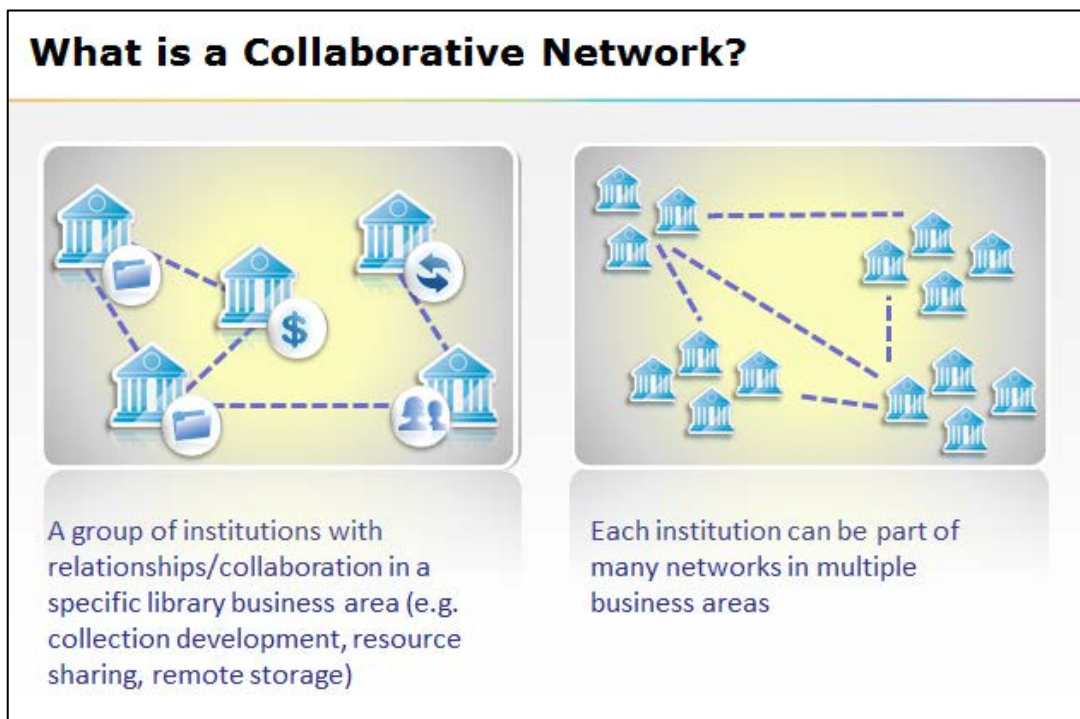 What is a Collaborative Network?
$
A group of institutions with
relationships/collaboration in a
specific library business area (e.g.
collection development, resource
sharing, remote storage)
Each institution can be part of
many networks in multiple
business areas